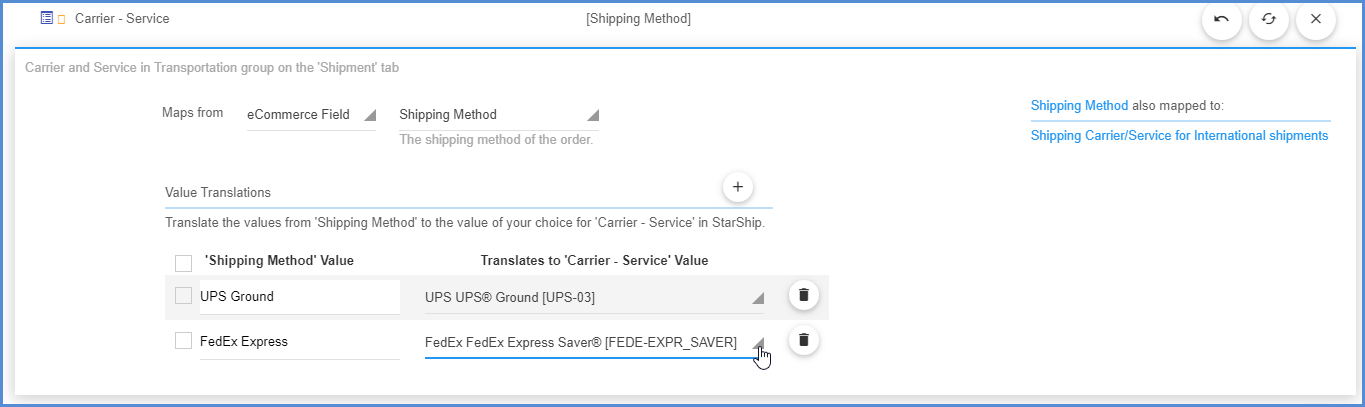 Carrier - Service [Shipping Method]
Carrier and Service in Transportation group on the 'Shipment' tab
Maps from eCommerce Field Shipping Method
The shipping method of the order.
Shipping Method also mapped to:
Shipping Carrier/Service for International shipments
Value Translations
Translate the values from 'Shipping Method' to the value of your choice for 'Carrier - Service' in StarShip.
'Shipping Method' Value Translates to 'Carrier - Service' Value
UPS Ground UPS UPS® Ground [UPS-03]
FedEx Express FedEx FedEx Express Saver® [FEDE-EXPR_SAVER]